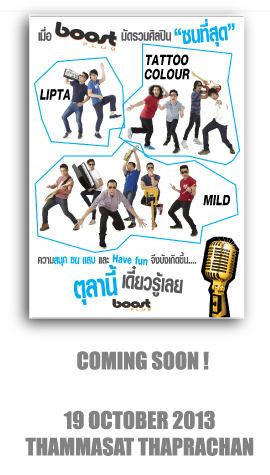 เมื่อ boost PLUS มัดรวมศิลปิน “ซนที่สุด”
LIPTA
TATTOO
COLOUR
MILD
ความสนุก ซน แสบ และ Have fun จึงบังเกิดขึ้น....
ตุลานี้ เดี๋ยวรู้เลย
boost
PLUS
COMING SOON !
19 OCTOBER 2013
THAMMASAT THAPRACHAN